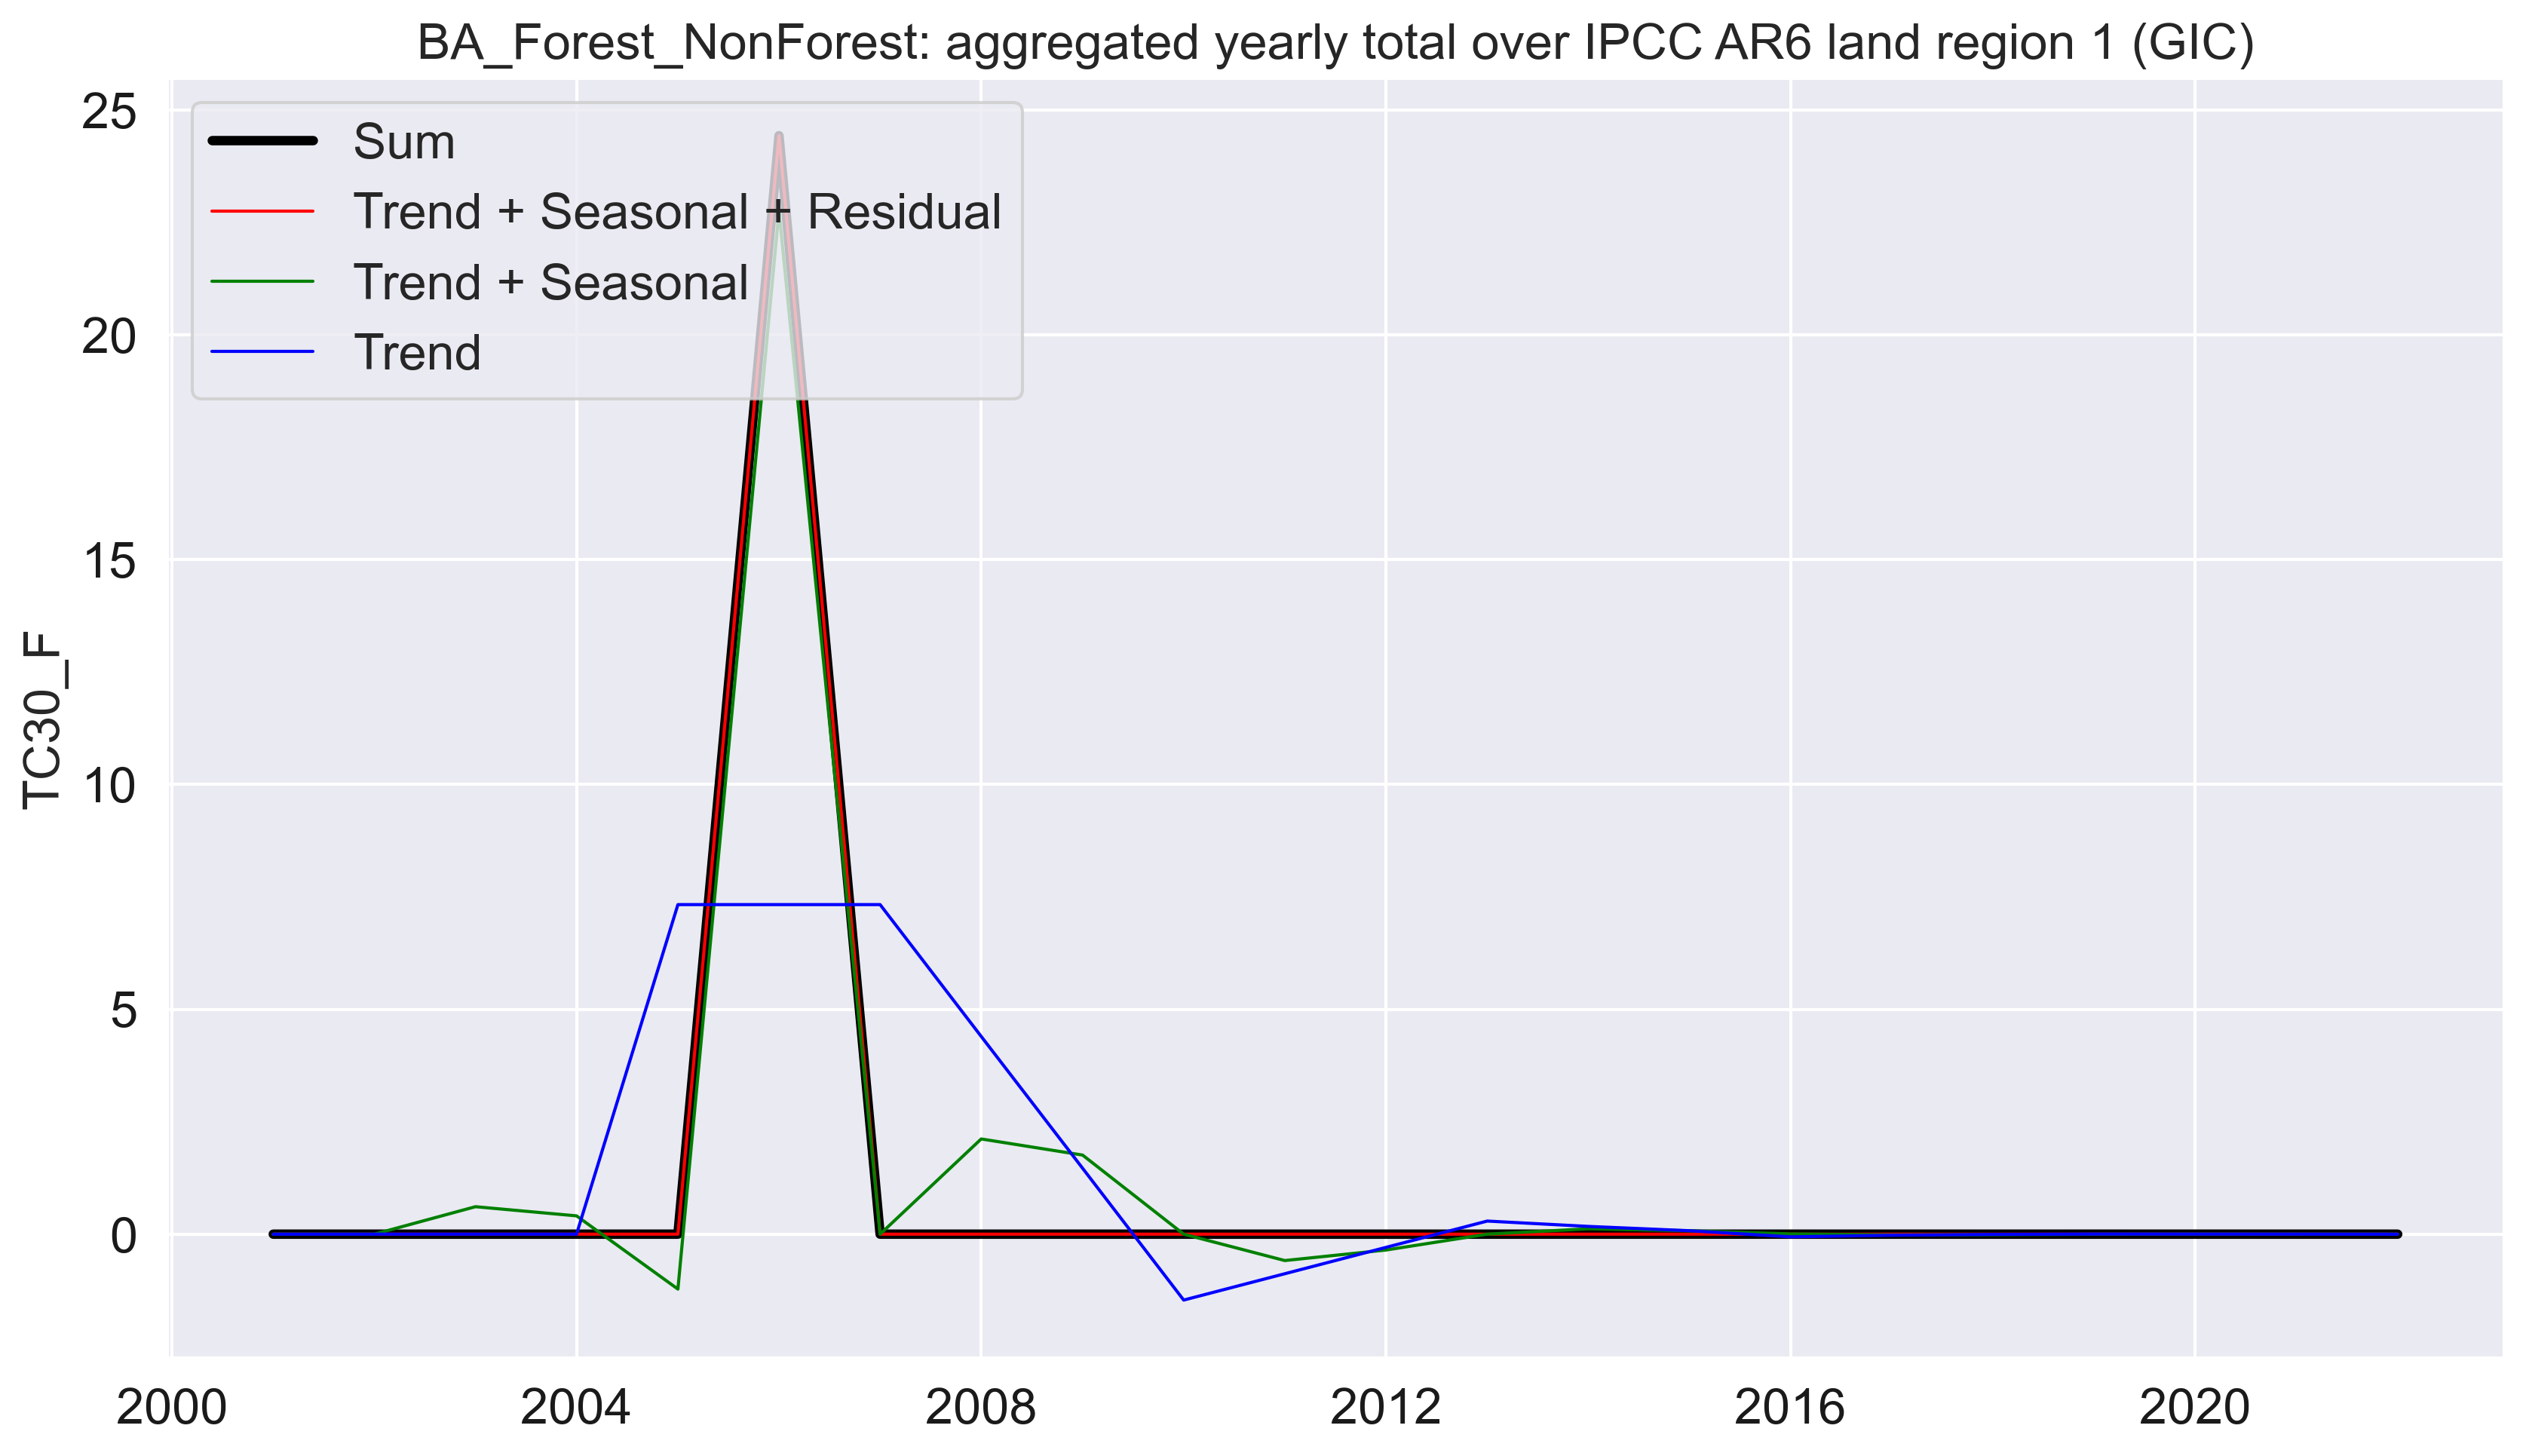 BA_Forest_NonForest: aggregated yearly total over IPCC AR6 land region 1 (GIC)
25
20
15
10
5
0
TC30_F
Sum
Trend + Seasonal + Residual
Trend + Seasonal
Trend
2000 2004 2008 2012 2016 2020